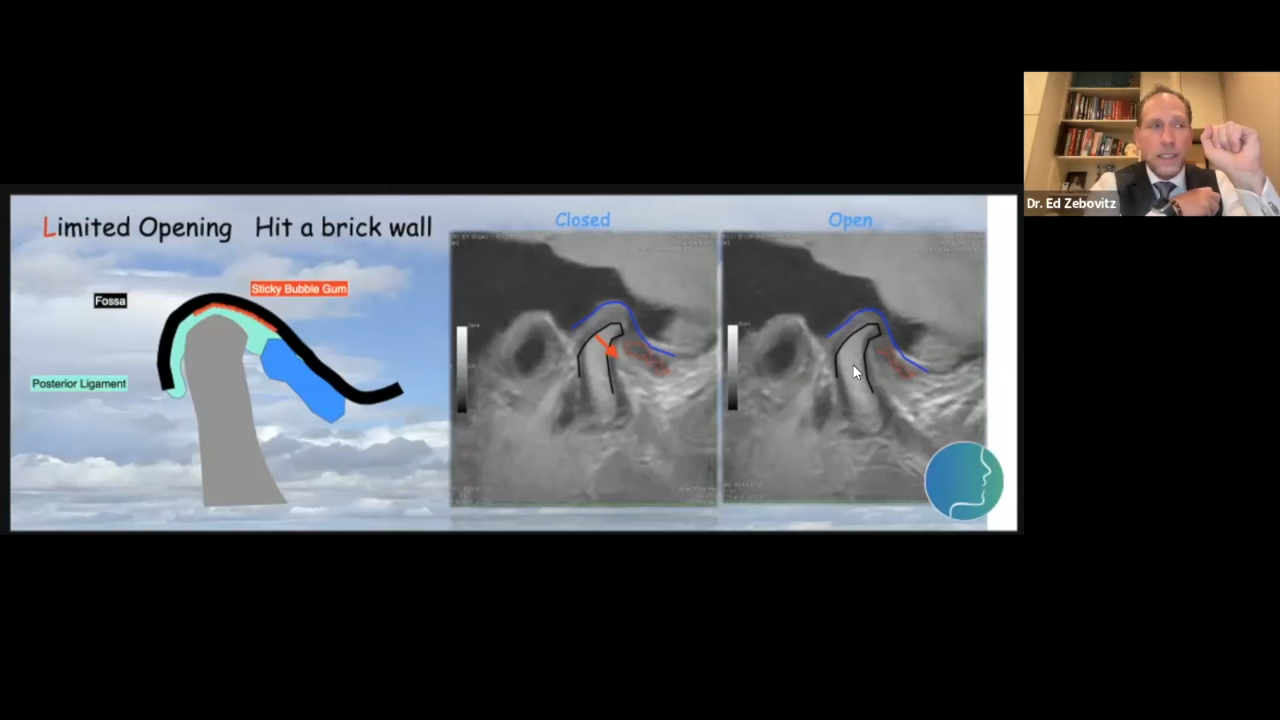 Limited Opening Hit a brick wall
Closed
Open
Sticky Bubble Gum
Fossa
Posterior Ligament
Dr. Ed Zebovitz